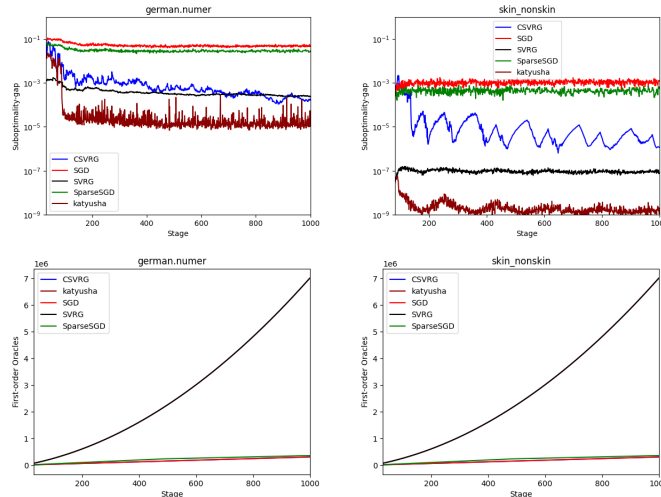 german.numer
10⁻¹
10⁻³
10⁻⁵
10⁻⁷
10⁻⁹
Suboptimality-gap
CSVRG
SGD
SVRG
SparseSGD
katyusha
200 400 600 800 1000
Stage
skin_nonskin
10⁻¹
10⁻³
10⁻⁵
10⁻⁷
10⁻⁹
Suboptimality-gap
CSVRG
SGD
SVRG
SparseSGD
katyusha
200 400 600 800 1000
Stage
german.numer
1e6
7
6
5
4
3
2
1
0
First-order Oracles
CSVRG
katyusha
SGD
SVRG
SparseSGD
200 400 600 800 1000
Stage
skin_nonskin
1e6
7
6
5
4
3
2
1
0
First-order Oracles
CSVRG
katyusha
SGD
SVRG
SparseSGD
200 400 600 800 1000
Stage